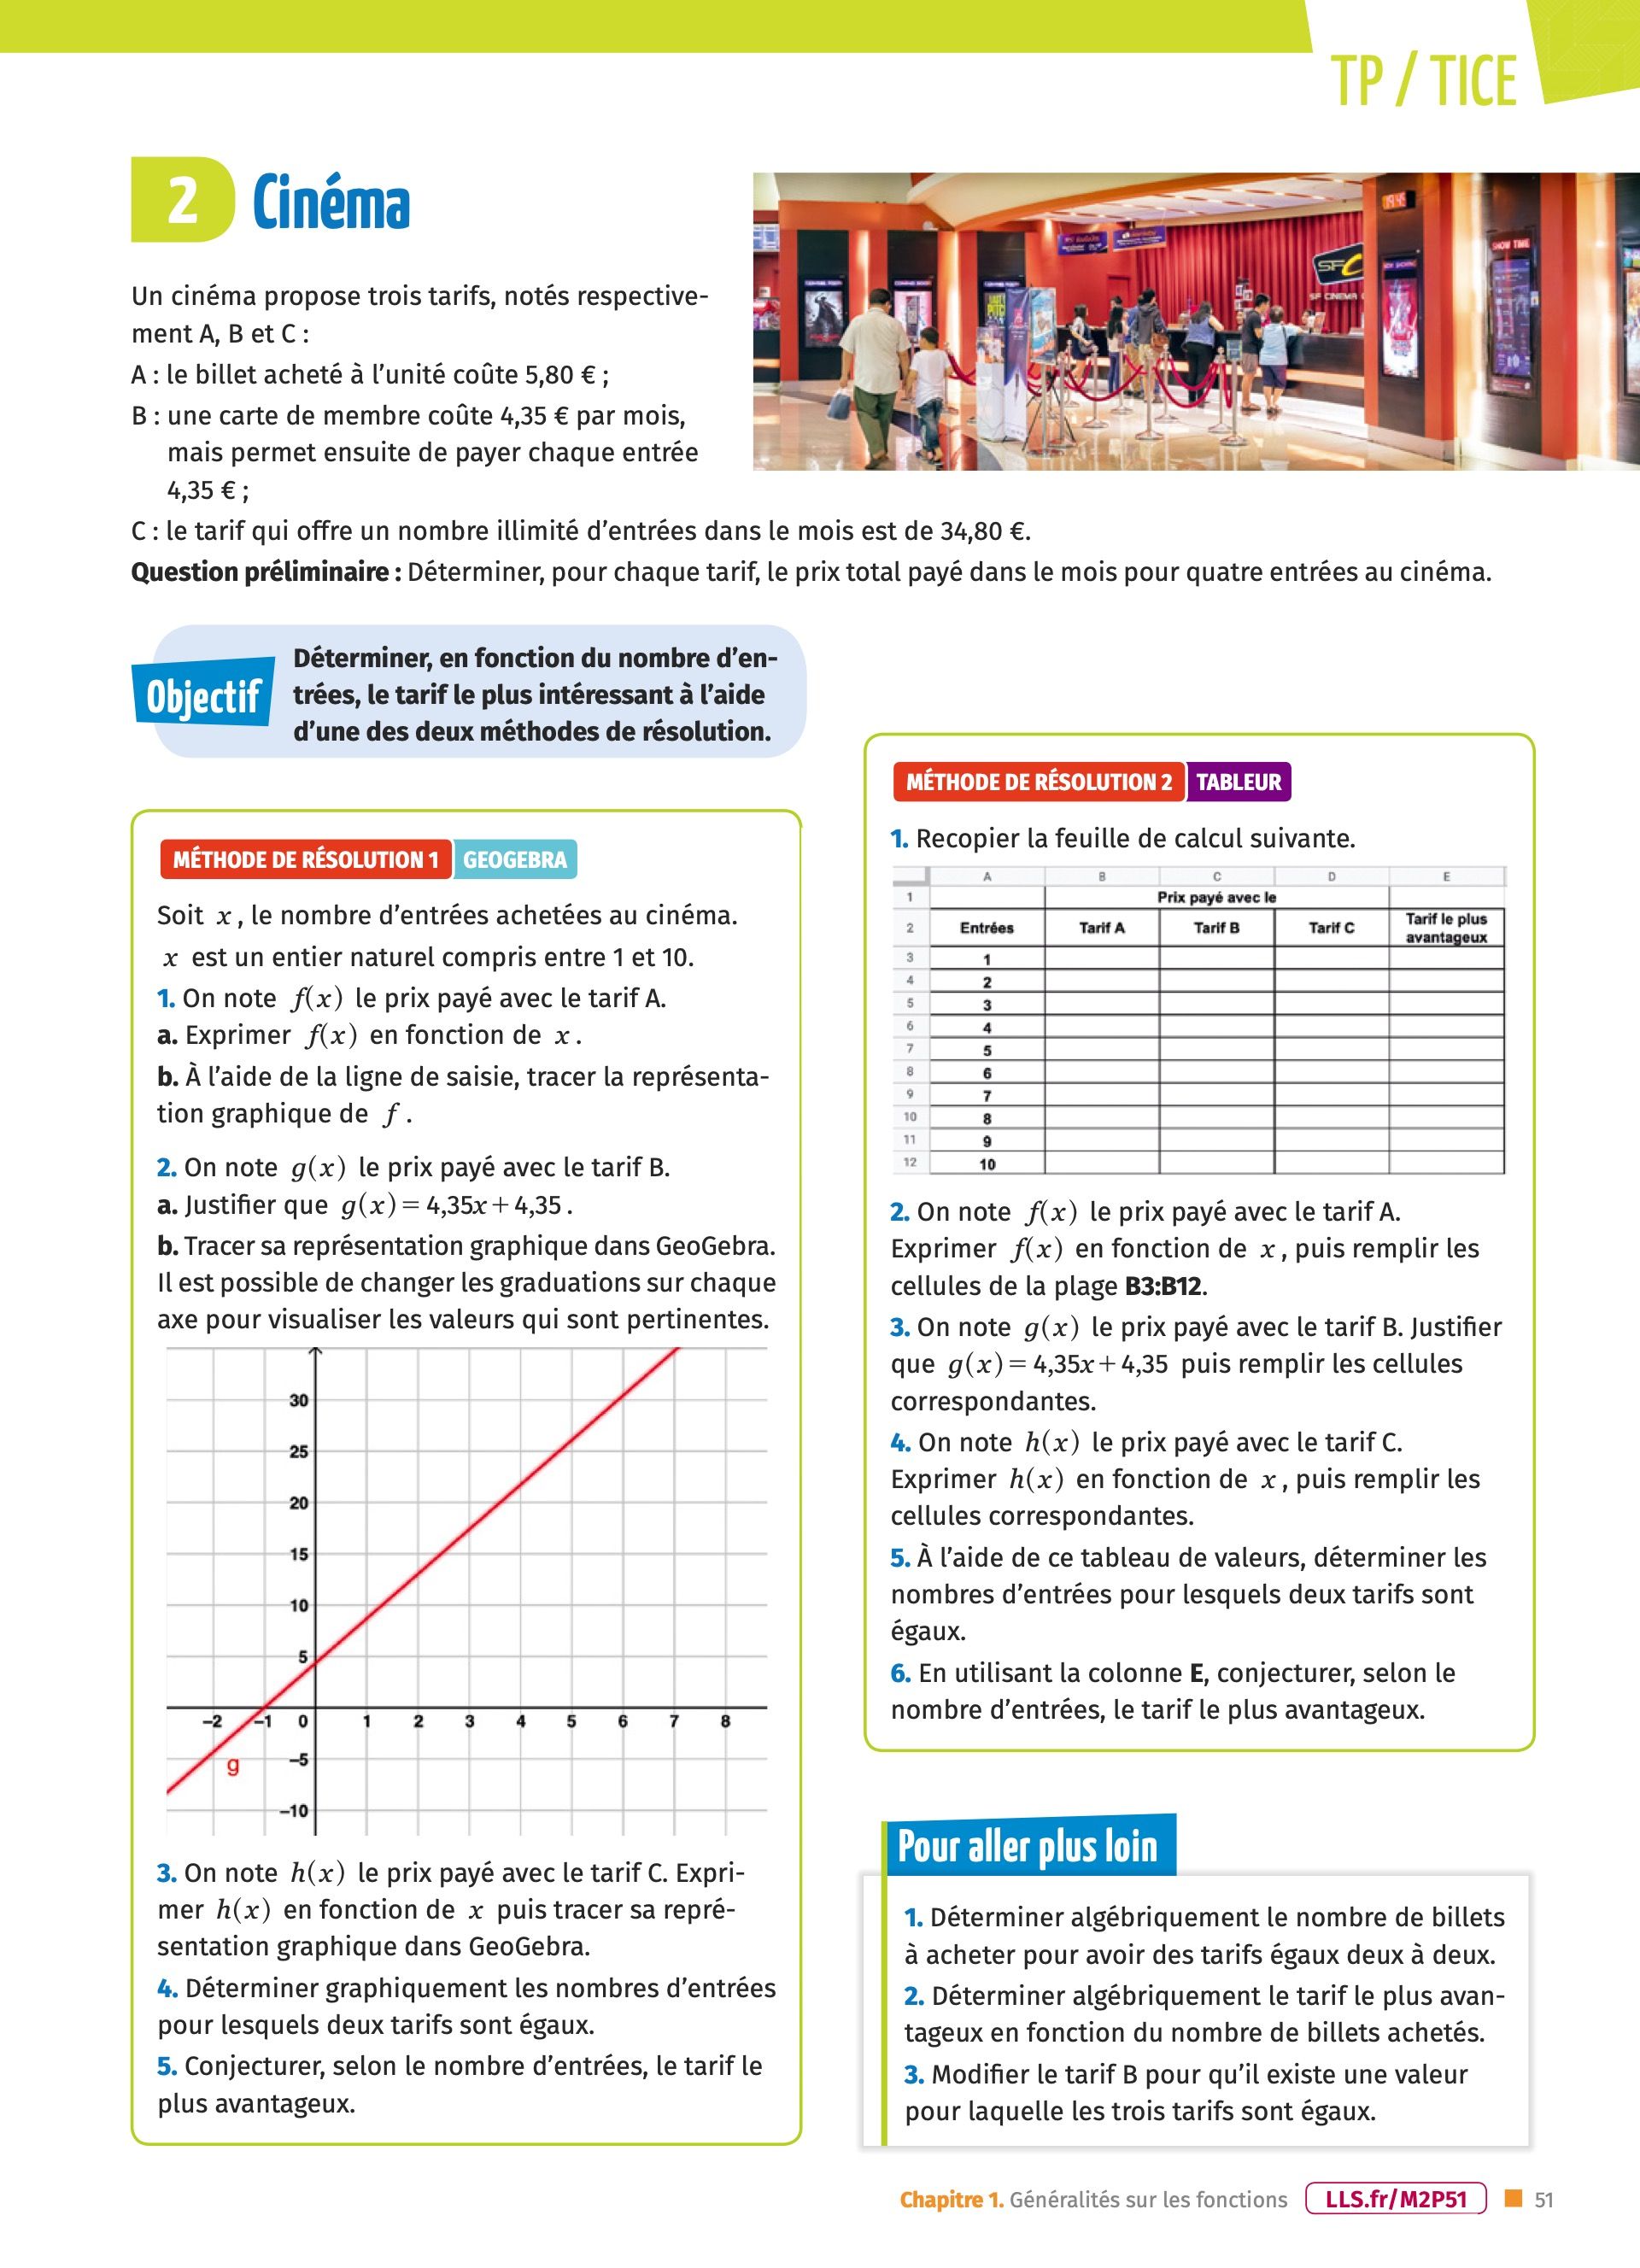 TP / TICE
2 Cinéma
Un cinéma propose trois tarifs, notés respective-
ment A, B et C :
A : le billet acheté à l'unité coûte 5,80 € ;
B : une carte de membre coûte 4,35 € par mois,
mais permet ensuite de payer chaque entrée
4,35 € ;
C : le tarif qui offre un nombre illimité d'entrées dans le mois est de 34,80 €.
Question préliminaire : Déterminer, pour chaque tarif, le prix total payé dans le mois pour quatre entrées au cinéma.
SFC
SF CINEMA
SHOW TIME
Objectif
Déterminer, en fonction du nombre d'en-
trées, le tarif le plus intéressant à l'aide
d'une des deux méthodes de résolution.
MÉTHODE DE RÉSOLUTION 1 GEOGEBRA
Soit x, le nombre d'entrées achetées au cinéma.
x est un entier naturel compris entre 1 et 10.
1. On note f(x) le prix payé avec le tarif A.
a. Exprimer f(x) en fonction de x.
b. À l'aide de la ligne de saisie, tracer la représenta-
tion graphique de f.
2. On note g(x) le prix payé avec le tarif B.
a. Justifier que g(x) = 4,35x + 4,35.
b. Tracer sa représentation graphique dans GeoGebra.
Il est possible de changer les graduations sur chaque
axe pour visualiser les valeurs qui sont pertinentes.
30
25
20
15
10
5
–2 –1 0 1 2 3 4 5 6 7 8
g
–5
–10
3. On note h(x) le prix payé avec le tarif C. Expri-
mer h(x) en fonction de x puis tracer sa repré-
sentation graphique dans GeoGebra.
4. Déterminer graphiquement les nombres d'entrées
pour lesquels deux tarifs sont égaux.
5. Conjecturer, selon le nombre d'entrées, le tarif le
plus avantageux.
MÉTHODE DE RÉSOLUTION 2 TABLEUR
1. Recopier la feuille de calcul suivante.
A B C D E
1 Prix payé avec le
2 Entrées Tarif A Tarif B Tarif C Tarif le plus
avantageux
3 1
4 2
5 3
6 4
7 5
8 6
9 7
10 8
11 9
12 10
2. On note f(x) le prix payé avec le tarif A.
Exprimer f(x) en fonction de x, puis remplir les
cellules de la plage B3:B12.
3. On note g(x) le prix payé avec le tarif B. Justifier
que g(x) = 4,35x + 4,35 puis remplir les cellules
correspondantes.
4. On note h(x) le prix payé avec le tarif C.
Exprimer h(x) en fonction de x, puis remplir les
cellules correspondantes.
5. À l'aide de ce tableau de valeurs, déterminer les
nombres d'entrées pour lesquels deux tarifs sont
égaux.
6. En utilisant la colonne E, conjecturer, selon le
nombre d'entrées, le tarif le plus avantageux.
Pour aller plus loin
1. Déterminer algébriquement le nombre de billets
à acheter pour avoir des tarifs égaux deux à deux.
2. Déterminer algébriquement le tarif le plus avan-
tageux en fonction du nombre de billets achetés.
3. Modifier le tarif B pour qu'il existe une valeur
pour laquelle les trois tarifs sont égaux.
Chapitre 1. Généralités sur les fonctions LLS.fr/M2P51 51